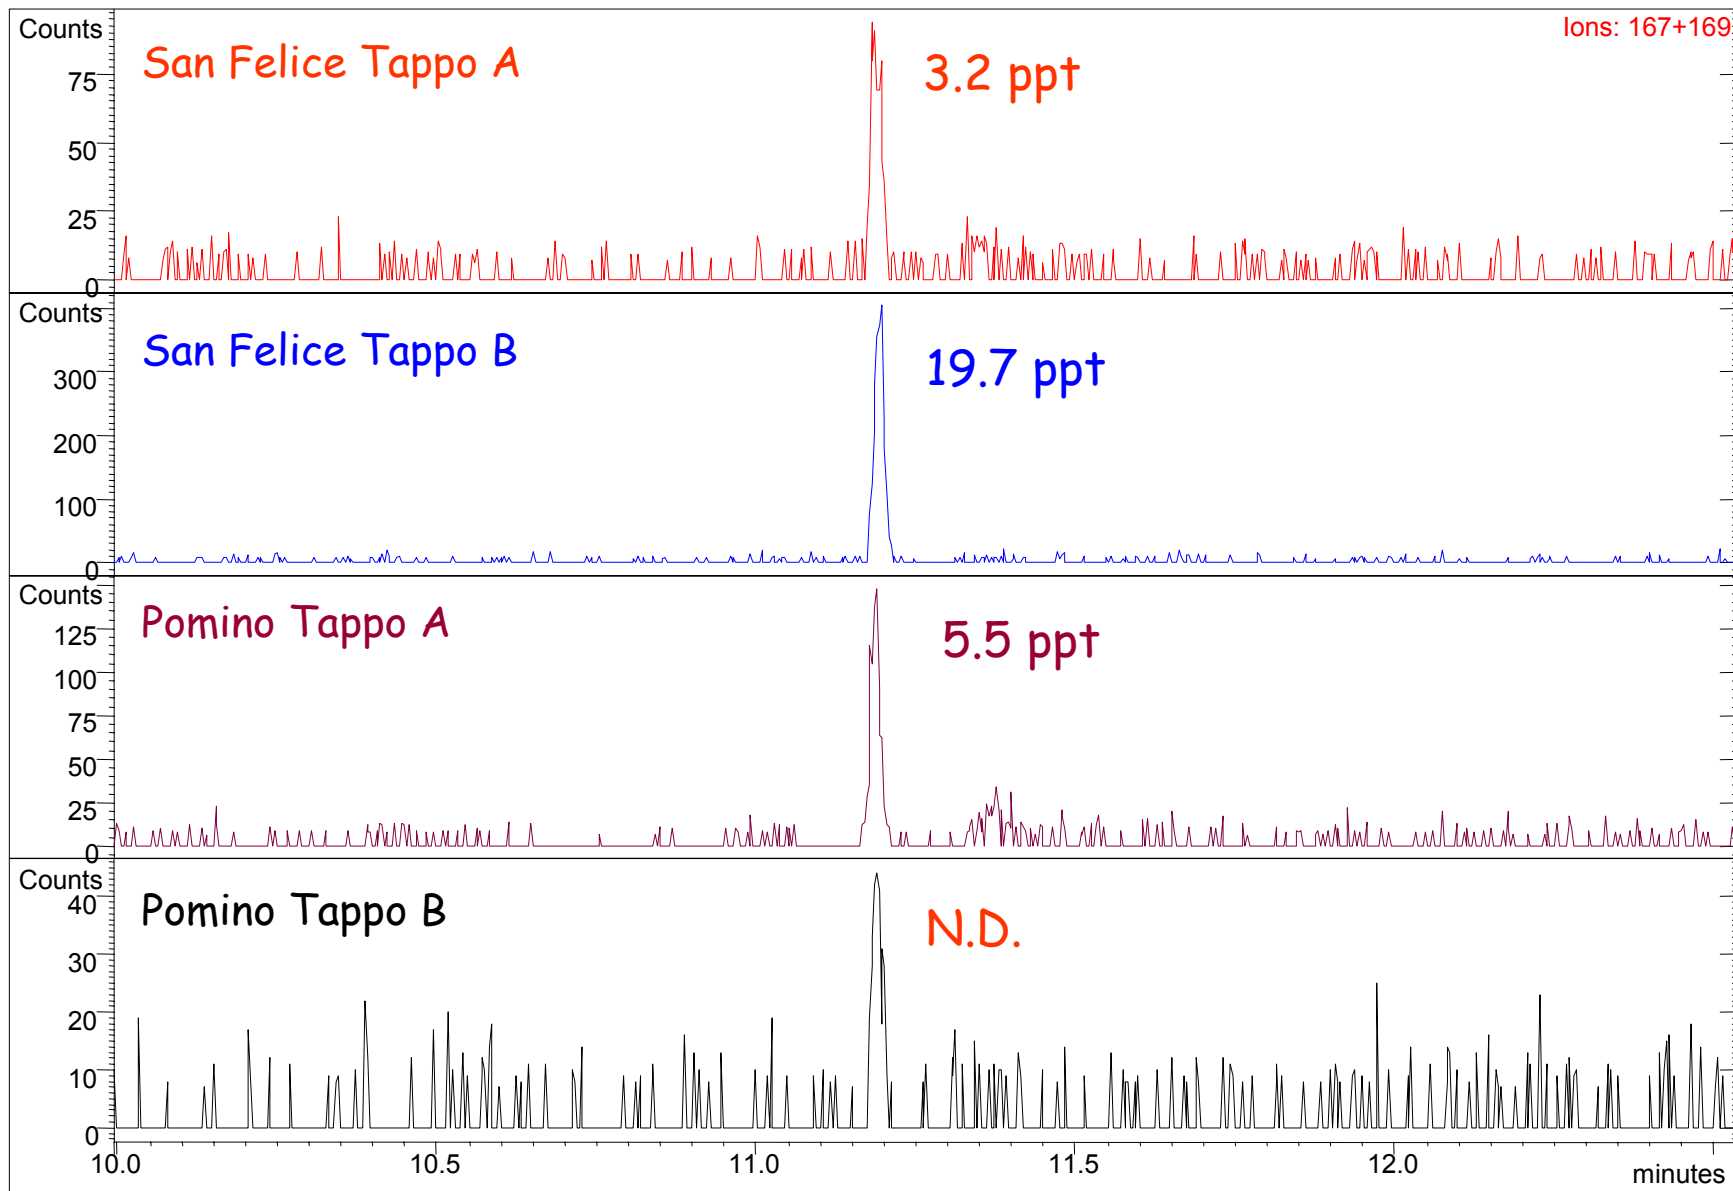 Counts
Ions: 167+169
San Felice Tappo A
3.2 ppt
75
50
25
0
Counts
San Felice Tappo B
19.7 ppt
300
200
100
0
Counts
Pomino Tappo A
5.5 ppt
125
100
75
50
25
0
Counts
Pomino Tappo B
N.D.
40
30
20
10
0
10.0
10.5
11.0
11.5
12.0
minutes